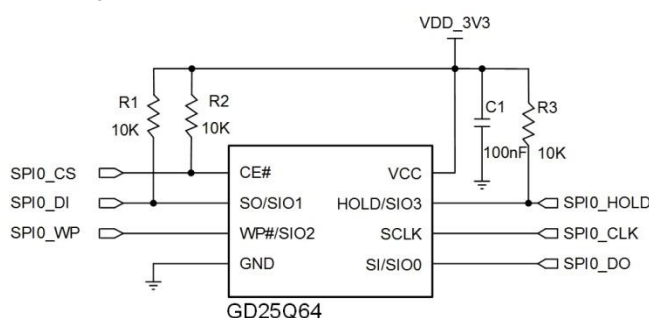 VDD_3V3
R1
10K
R2
10K
C1
100nF
R3
10K
SPI0_CS
CE#
VCC
SPI0_DI
SO/SIO1
HOLD/SIO3
SPI0_HOLD
SPI0_WP
WP#/SIO2
SCLK
SPI0_CLK
GND
SI/SIO0
SPI0_DO
GD25Q64